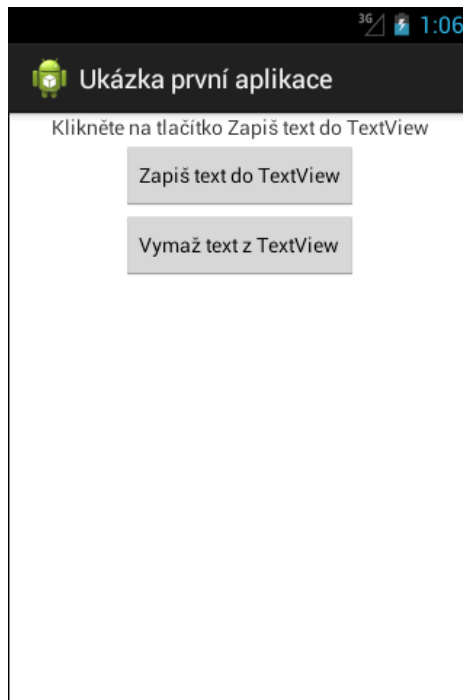 3G 1:06
Ukázka první aplikace
Klikněte na tlačítko Zapiš text do TextView
Zapiš text do TextView
Vymaž text z TextView